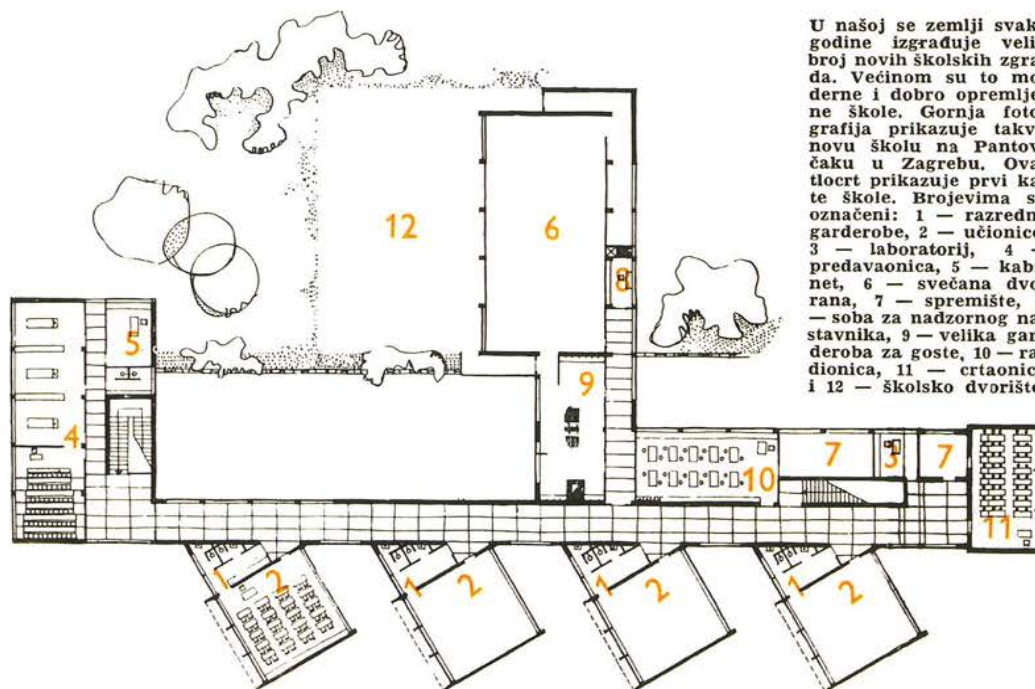 U našoj se zemlji svak
godine izgrađuje veli
broj novih školskih zgra
da. Većinom su to mo
derne i dobro opremlje
ne škole. Gornja foto
grafija prikazuje takv
novu školu na Pantov
čaku u Zagrebu. Ova
tlocrt prikazuje prvi ka
te škole. Brojevima s
označeni: 1 — razredn
garderobe, 2 — učionic
3 — laboratorij, 4 -
predavaonica, 5 — kabi
net, 6 — svečana dvo
rana, 7 — spremište,
— soba za nadzornog na
stavnika, 9 — velika gar
deroba za goste, 10 — ra
dionica, 11 — crtaonic
i 12 — školsko dvorište
12
6
8
5
9
4
7
3
7
10
11
1 2
1 2
1 2
1 2